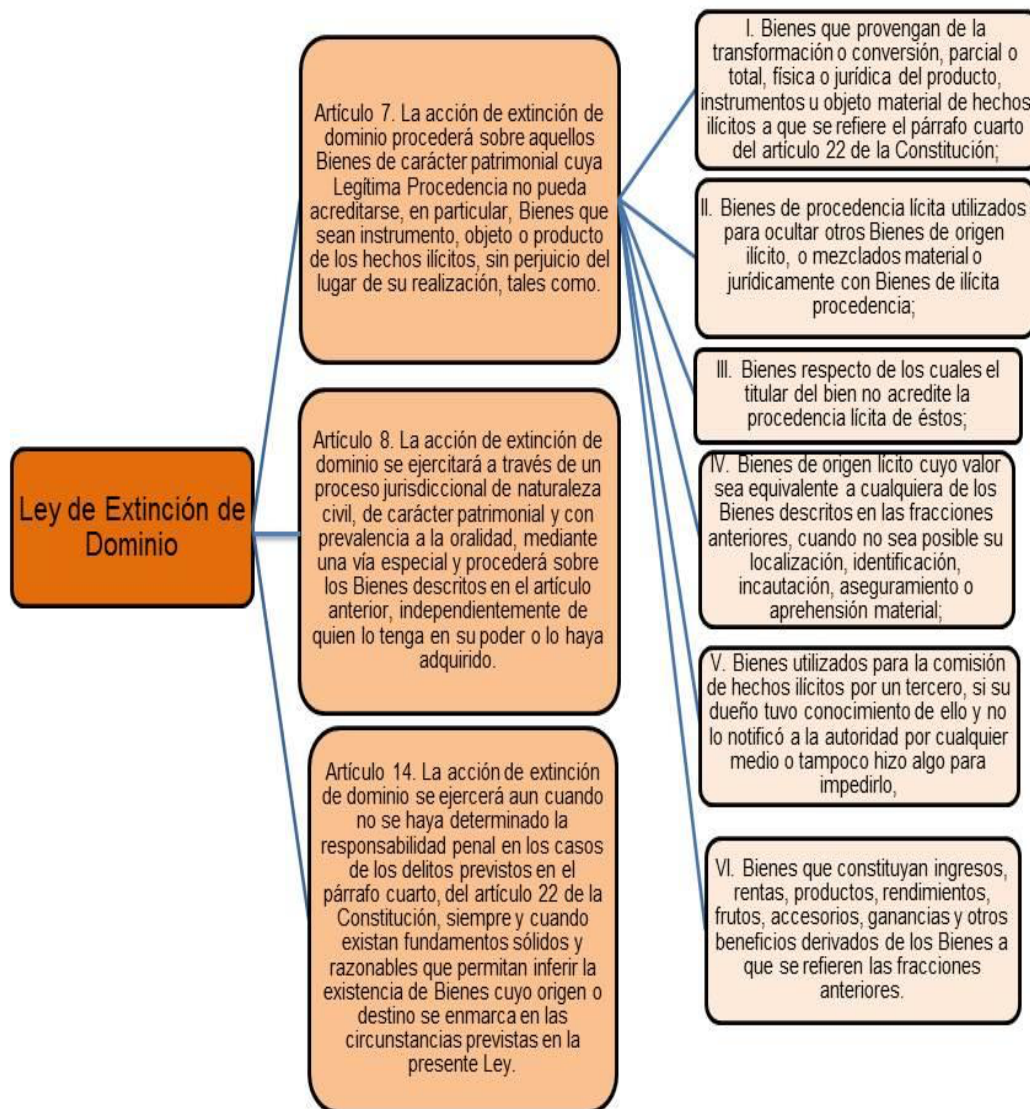 Ley de Extinción de
Dominio
Artículo 7. La acción de extinción de
dominio procederá sobre aquellos
Bienes de carácter patrimonial cuya
Legítima Procedencia no pueda
acreditarse, en particular, Bienes que
sean instrumento, objeto o producto
de los hechos ilícitos, sin perjuicio del
lugar de su realización, tales como.
I. Bienes que provengan de la
transformación o conversión, parcial o
total, física o jurídica del producto,
instrumentos u objeto material de hechos
ilícitos a que se refiere el párrafo cuarto
del artículo 22 de la Constitución;
II. Bienes de procedencia lícita utilizados
para ocultar otros Bienes de origen
ilícito, o mezclados material o
jurídicamente con Bienes de ilícita
procedencia;
III. Bienes respecto de los cuales el
titular del bien no acredite la
procedencia lícita de éstos;
IV. Bienes de origen lícito cuyo valor
sea equivalente a cualquiera de los
Bienes descritos en las fracciones
anteriores, cuando no sea posible su
localización, identificación,
incautación, aseguramiento o
aprehensión material;
V. Bienes utilizados para la comisión
de hechos ilícitos por un tercero, si su
dueño tuvo conocimiento de ello y no
lo notificó a la autoridad por cualquier
medio o tampoco hizo algo para
impedirlo,
VI. Bienes que constituyan ingresos,
rentas, productos, rendimientos,
frutos, accesorios, ganancias y otros
beneficios derivados de los Bienes a
que se refieren las fracciones
anteriores.
Artículo 8. La acción de extinción de
dominio se ejercitará a través de un
proceso jurisdiccional de naturaleza
civil, de carácter patrimonial y con
prevalencia a la oralidad, mediante
una vía especial y procederá sobre
los Bienes descritos en el artículo
anterior, independientemente de
quien lo tenga en su poder o lo haya
adquirido.
Artículo 14. La acción de extinción
de dominio se ejercerá aun cuando
no se haya determinado la
responsabilidad penal en los casos
de los delitos previstos en el
párrafo cuarto, del artículo 22 de la
Constitución, siempre y cuando
existan fundamentos sólidos y
razonables que permitan inferir la
existencia de Bienes cuyo origen o
destino se enmarca en las
circunstancias previstas en la
presente Ley.